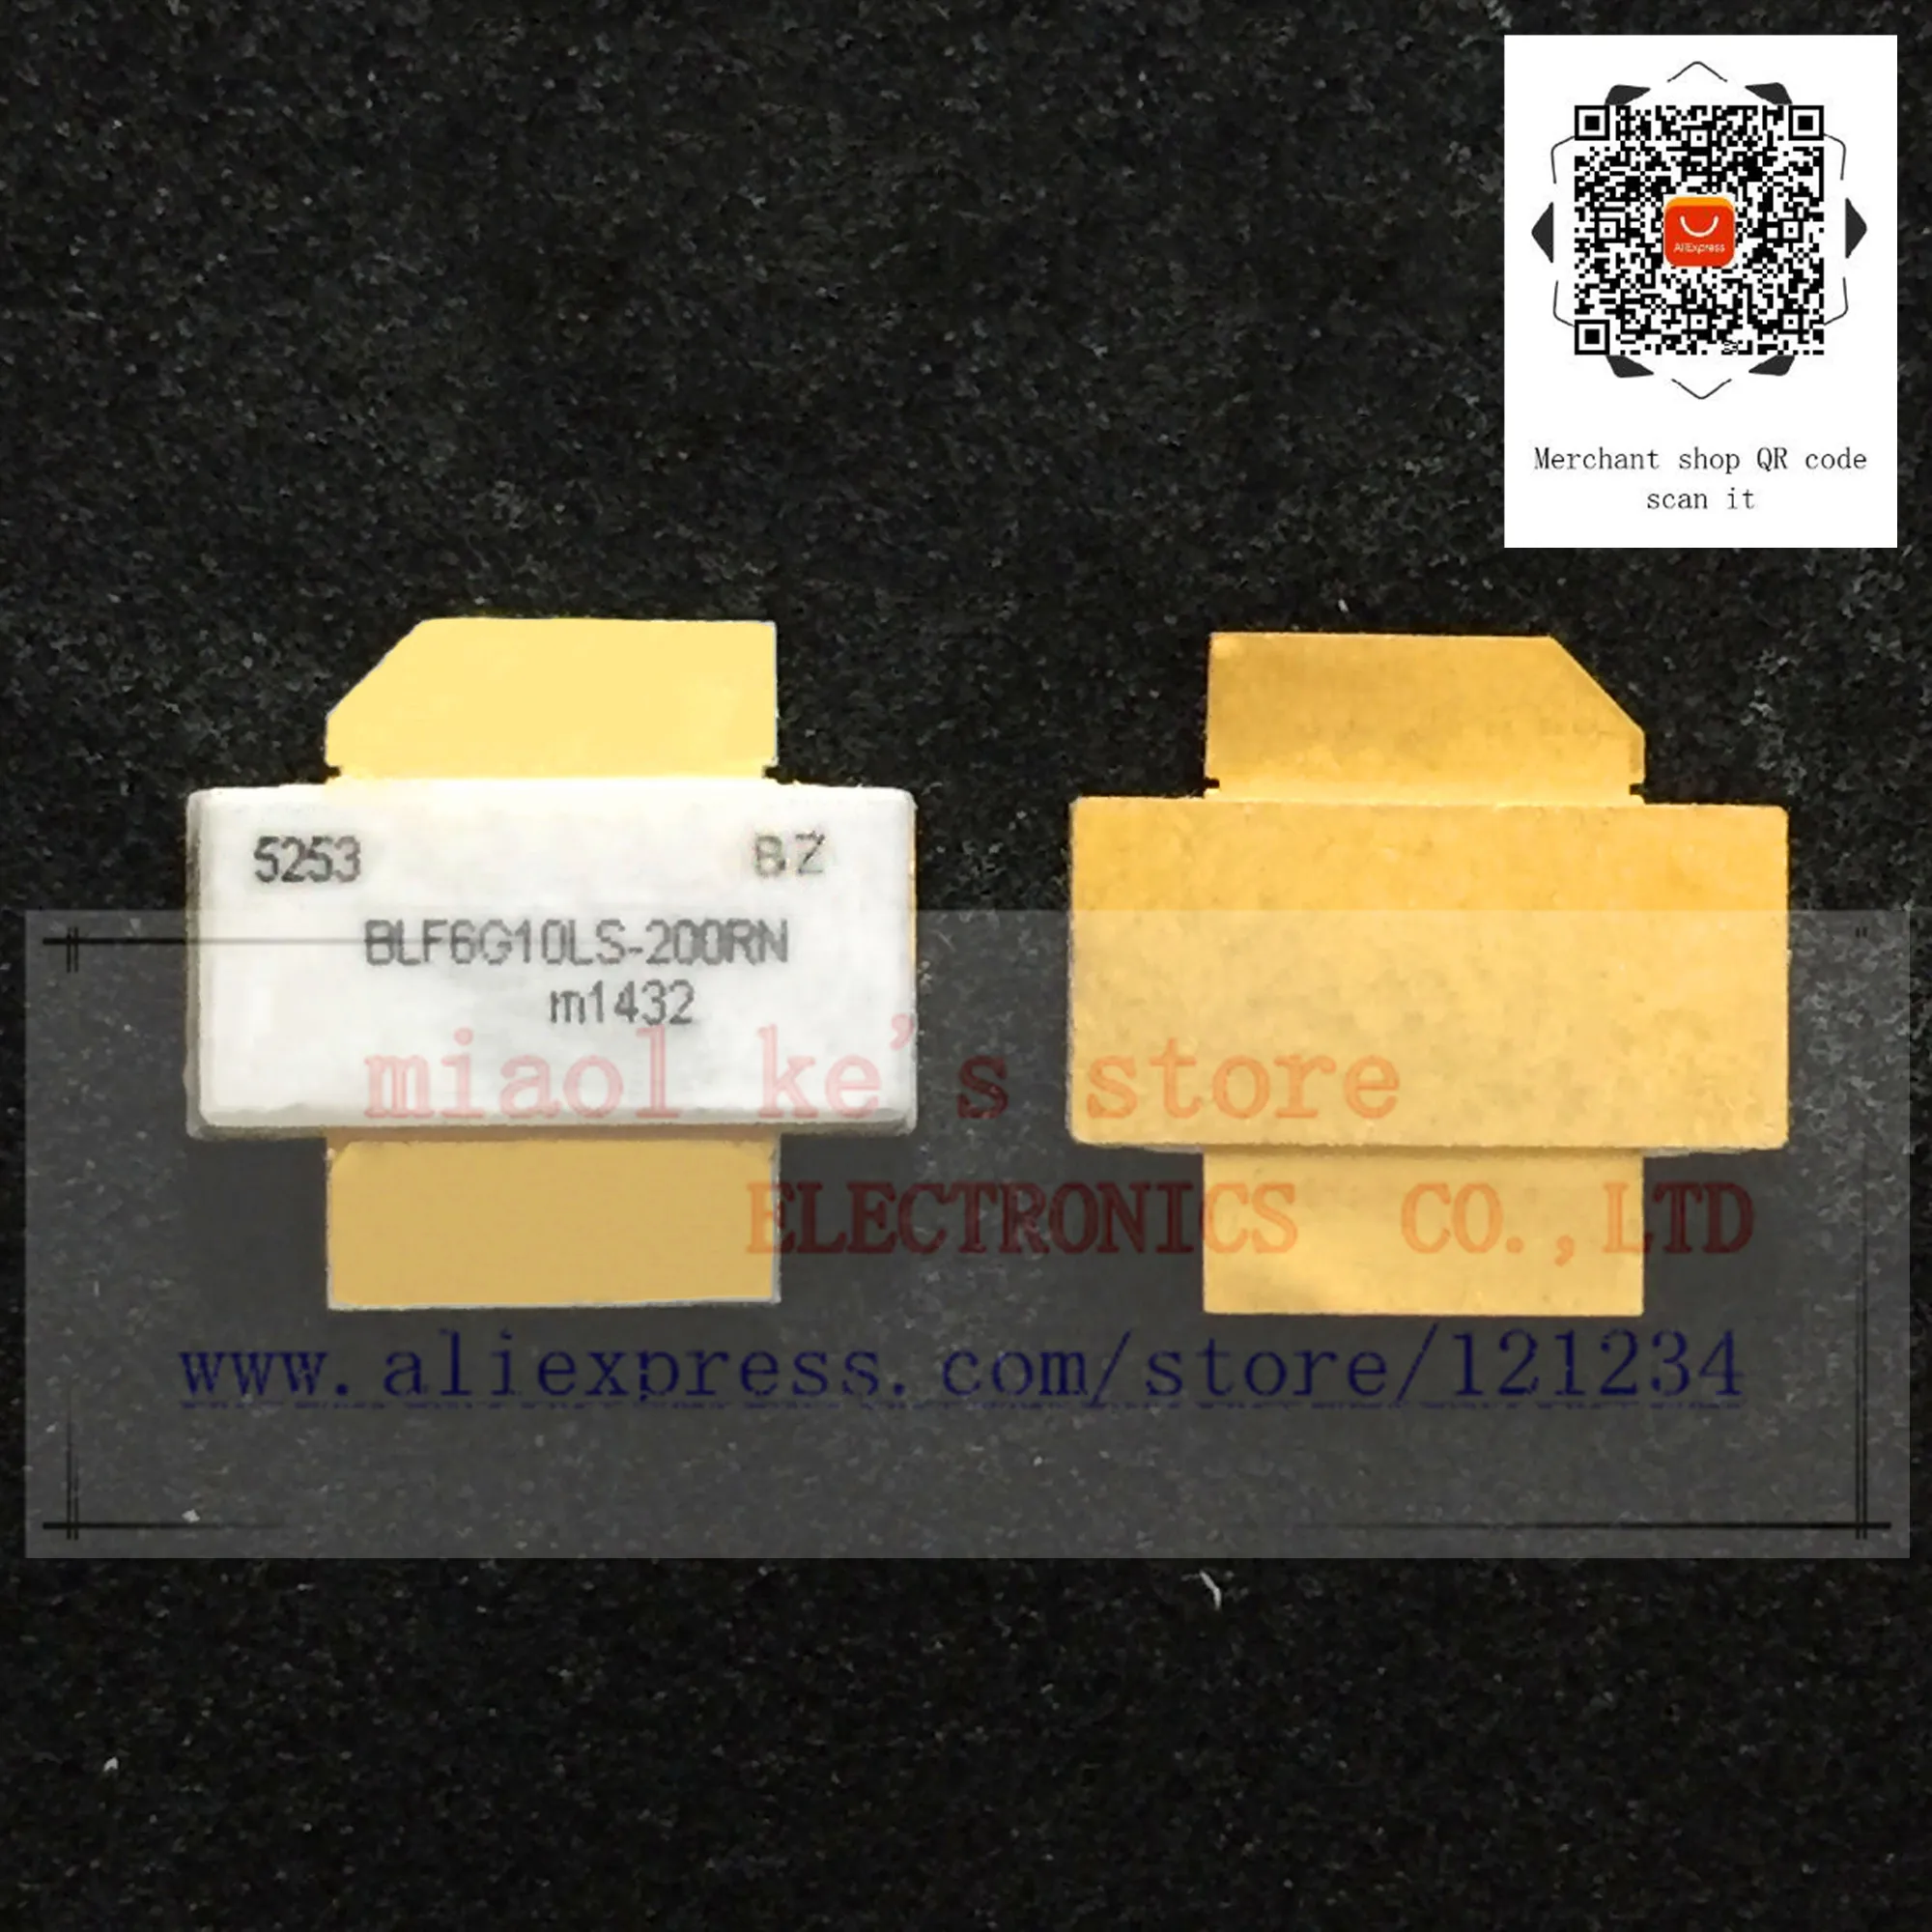 AliExpress
Merchant shop QR code
scan it
5253 BZ
BLF6G10LS-200RN
m1432
miaol ke's store
ELECTRONICS CO.,LTD
www.aliexpress.com/store/121234